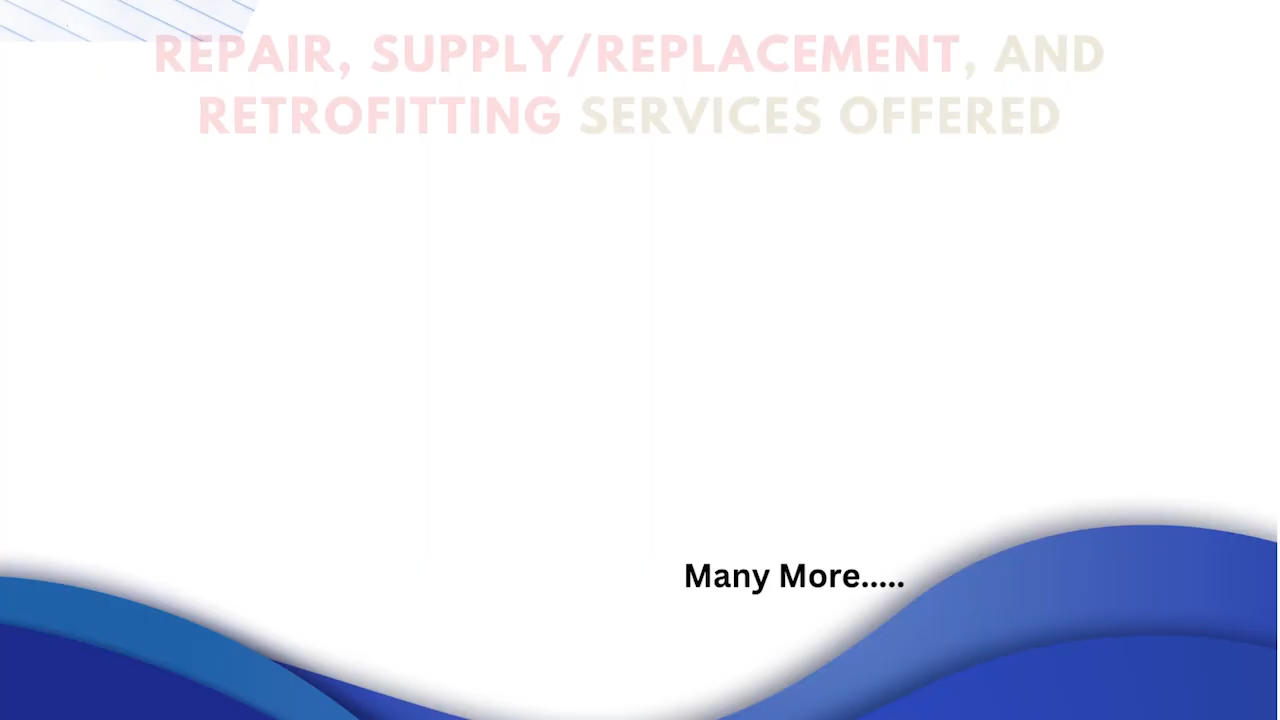 REPAIR, SUPPLY/REPLACEMENT, AND
RETROFITTING SERVICES OFFERED
Many More.....